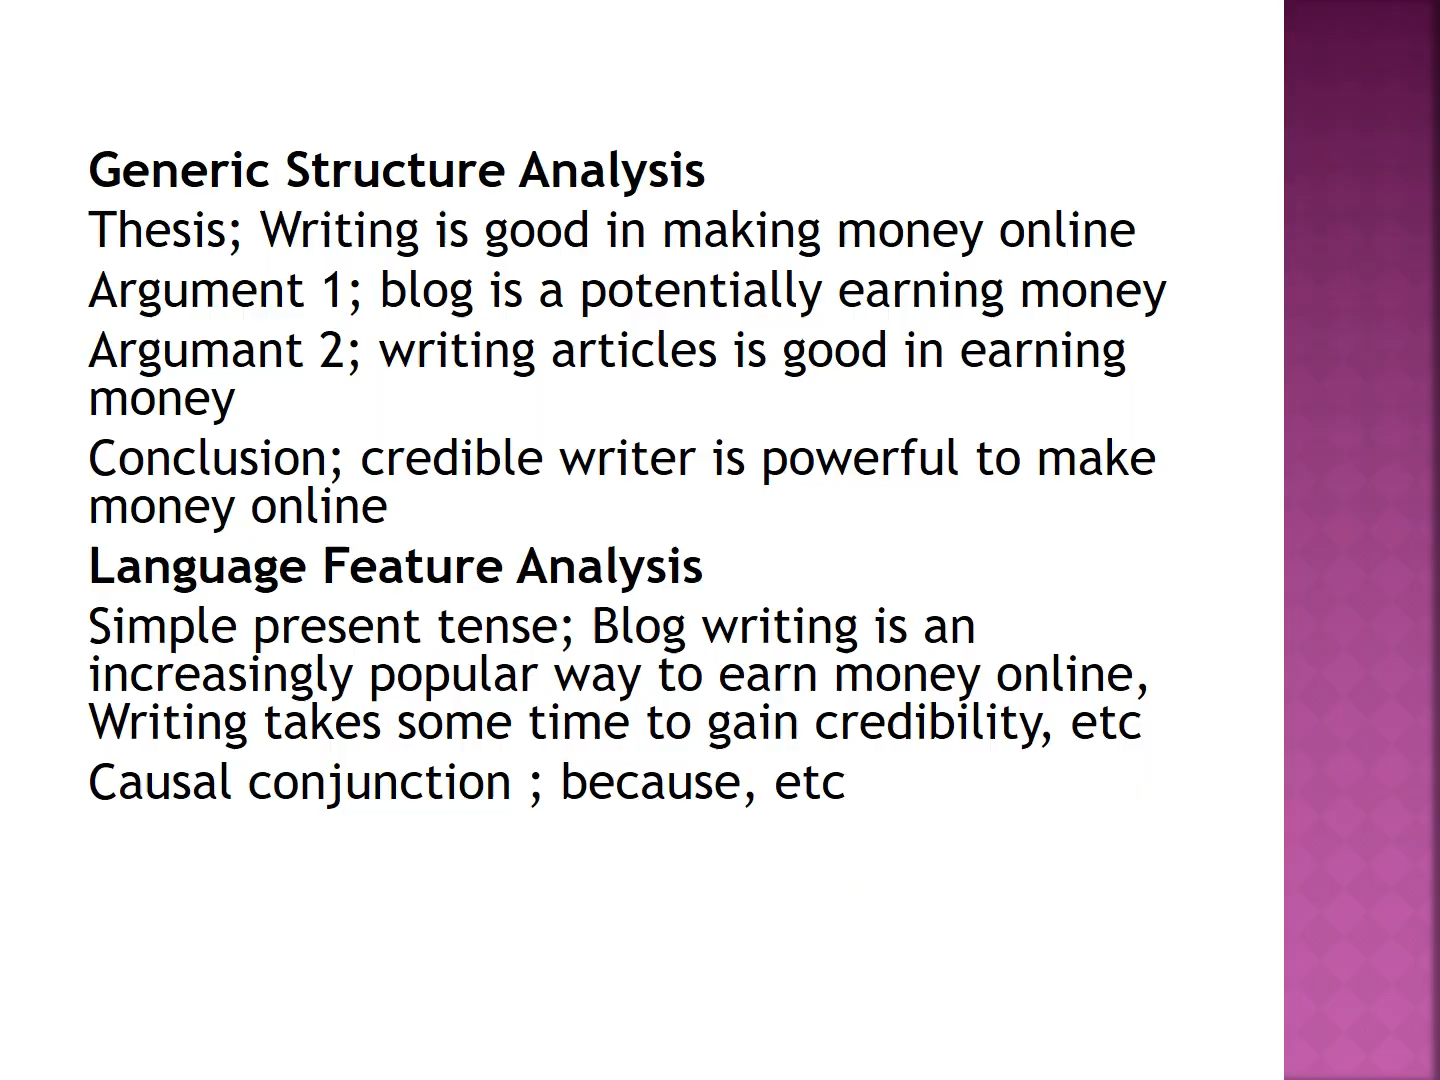 Generic Structure Analysis
Thesis; Writing is good in making money online
Argument 1; blog is a potentially earning money
Argumant 2; writing articles is good in earning
money
Conclusion; credible writer is powerful to make
money online
Language Feature Analysis
Simple present tense; Blog writing is an
increasingly popular way to earn money online,
Writing takes some time to gain credibility, etc
Causal conjunction ; because, etc